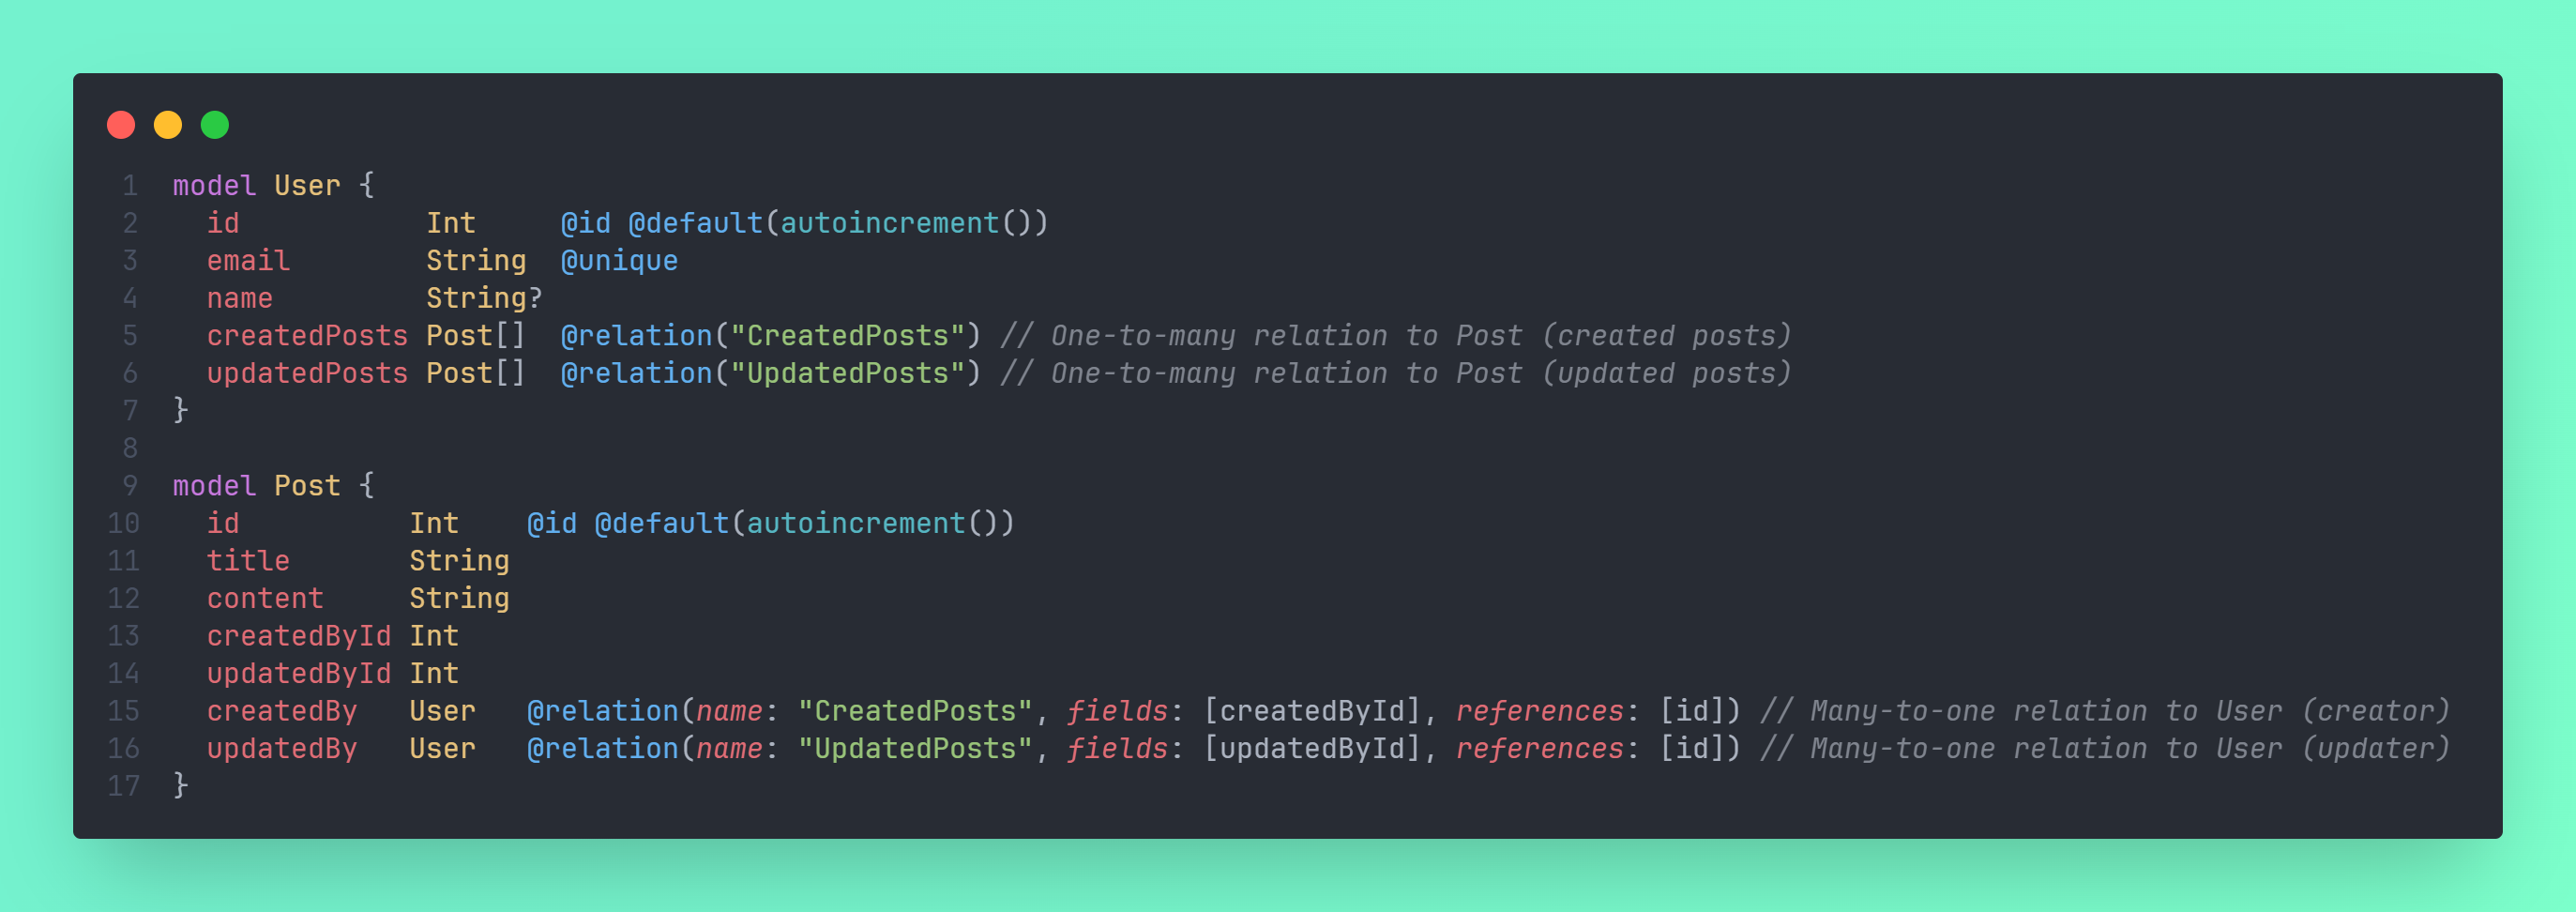 1 model User {
2   id           Int     @id @default(autoincrement())
3   email        String  @unique
4   name         String?
5   createdPosts Post[]  @relation("CreatedPosts") // One-to-many relation to Post (created posts)
6   updatedPosts Post[]  @relation("UpdatedPosts") // One-to-many relation to Post (updated posts)
7 }
8
9 model Post {
10   id          Int    @id @default(autoincrement())
11   title       String
12   content     String
13   createdById Int
14   updatedById Int
15   createdBy   User   @relation(name: "CreatedPosts", fields: [createdById], references: [id]) // Many-to-one relation to User (creator)
16   updatedBy   User   @relation(name: "UpdatedPosts", fields: [updatedById], references: [id]) // Many-to-one relation to User (updater)
17 }